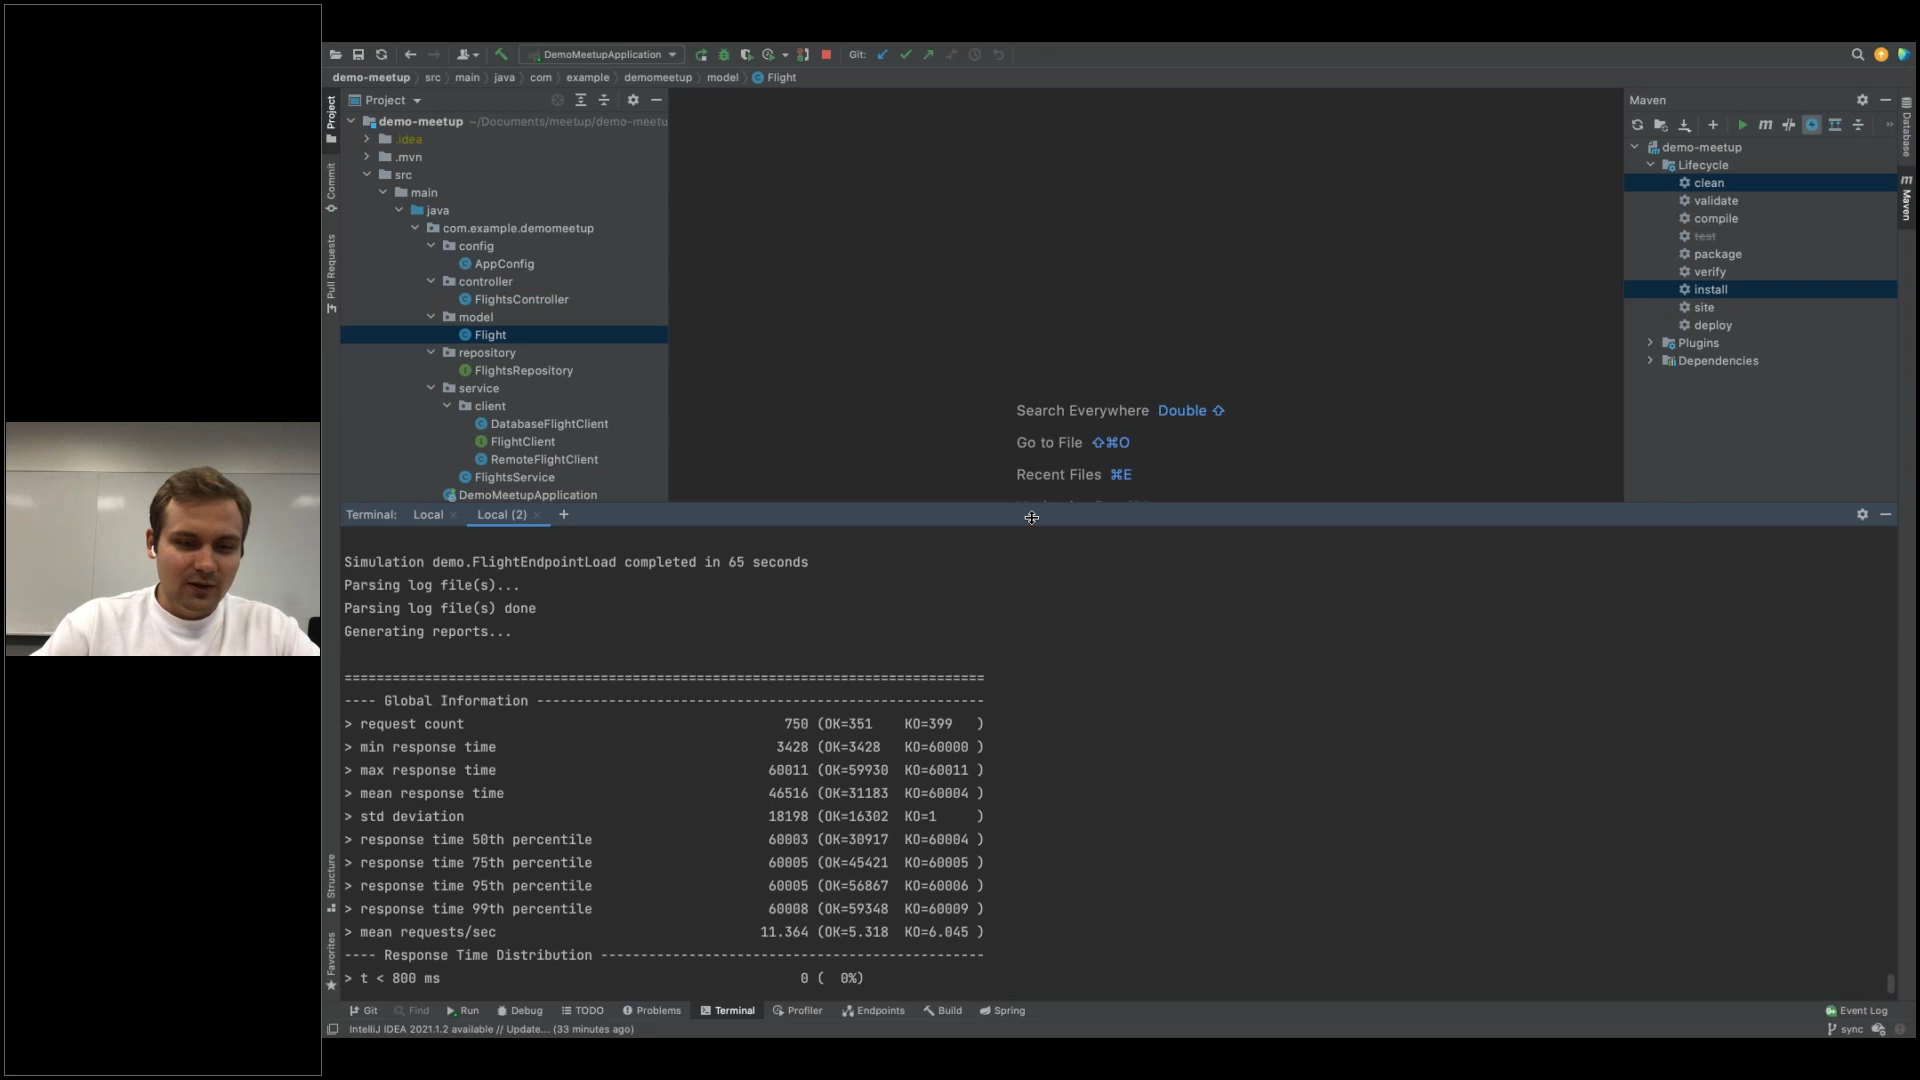 DemoMeetupApplication
Git:
demo-meetup
src
main
java
com
example
demomeetup
model
Flight
Project
demo-meetup ~/Documents/meetup/demo-meetu
.idea
.mvn
src
main
java
com.example.demomeetup
config
AppConfig
controller
FlightsController
model
Flight
repository
FlightsRepository
service
client
DatabaseFlightClient
FlightClient
RemoteFlightClient
FlightsService
DemoMeetupApplication
Project
Commit
Pull Requests
Structure
Favorites
Search Everywhere Double ⇧
Go to File ⇧⌘O
Recent Files ⌘E
Maven
demo-meetup
Lifecycle
clean
validate
compile
test
package
verify
install
site
deploy
Plugins
Dependencies
Database
Maven
Terminal: Local Local (2)
Simulation demo.FlightEndpointLoad completed in 65 seconds
Parsing log file(s)...
Parsing log file(s) done
Generating reports...
================================================================================
---- Global Information --------------------------------------------------------
> request count 750 (OK=351 KO=399 )
> min response time 3428 (OK=3428 KO=60000 )
> max response time 60011 (OK=59930 KO=60011 )
> mean response time 46516 (OK=31183 KO=60004 )
> std deviation 18198 (OK=16302 KO=1 )
> response time 50th percentile 60003 (OK=30917 KO=60004 )
> response time 75th percentile 60005 (OK=45421 KO=60005 )
> response time 95th percentile 60005 (OK=56867 KO=60006 )
> response time 99th percentile 60008 (OK=59348 KO=60009 )
> mean requests/sec 11.364 (OK=5.318 KO=6.045 )
---- Response Time Distribution ------------------------------------------------
> t < 800 ms 0 ( 0%)
Git
Find
Run
Debug
TODO
Problems
Terminal
Profiler
Endpoints
Build
Spring
Event Log
IntelliJ IDEA 2021.1.2 available // Update... (33 minutes ago)
sync